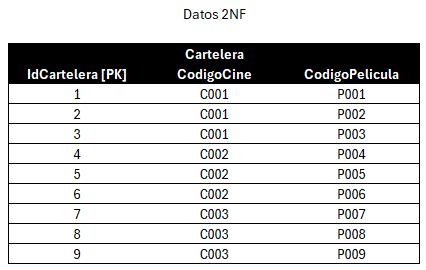 Datos 2NF
Cartelera
IdCartelera [PK] CodigoCine CodigoPelicula
1 C001 P001
2 C001 P002
3 C001 P003
4 C002 P004
5 C002 P005
6 C002 P006
7 C003 P007
8 C003 P008
9 C003 P009